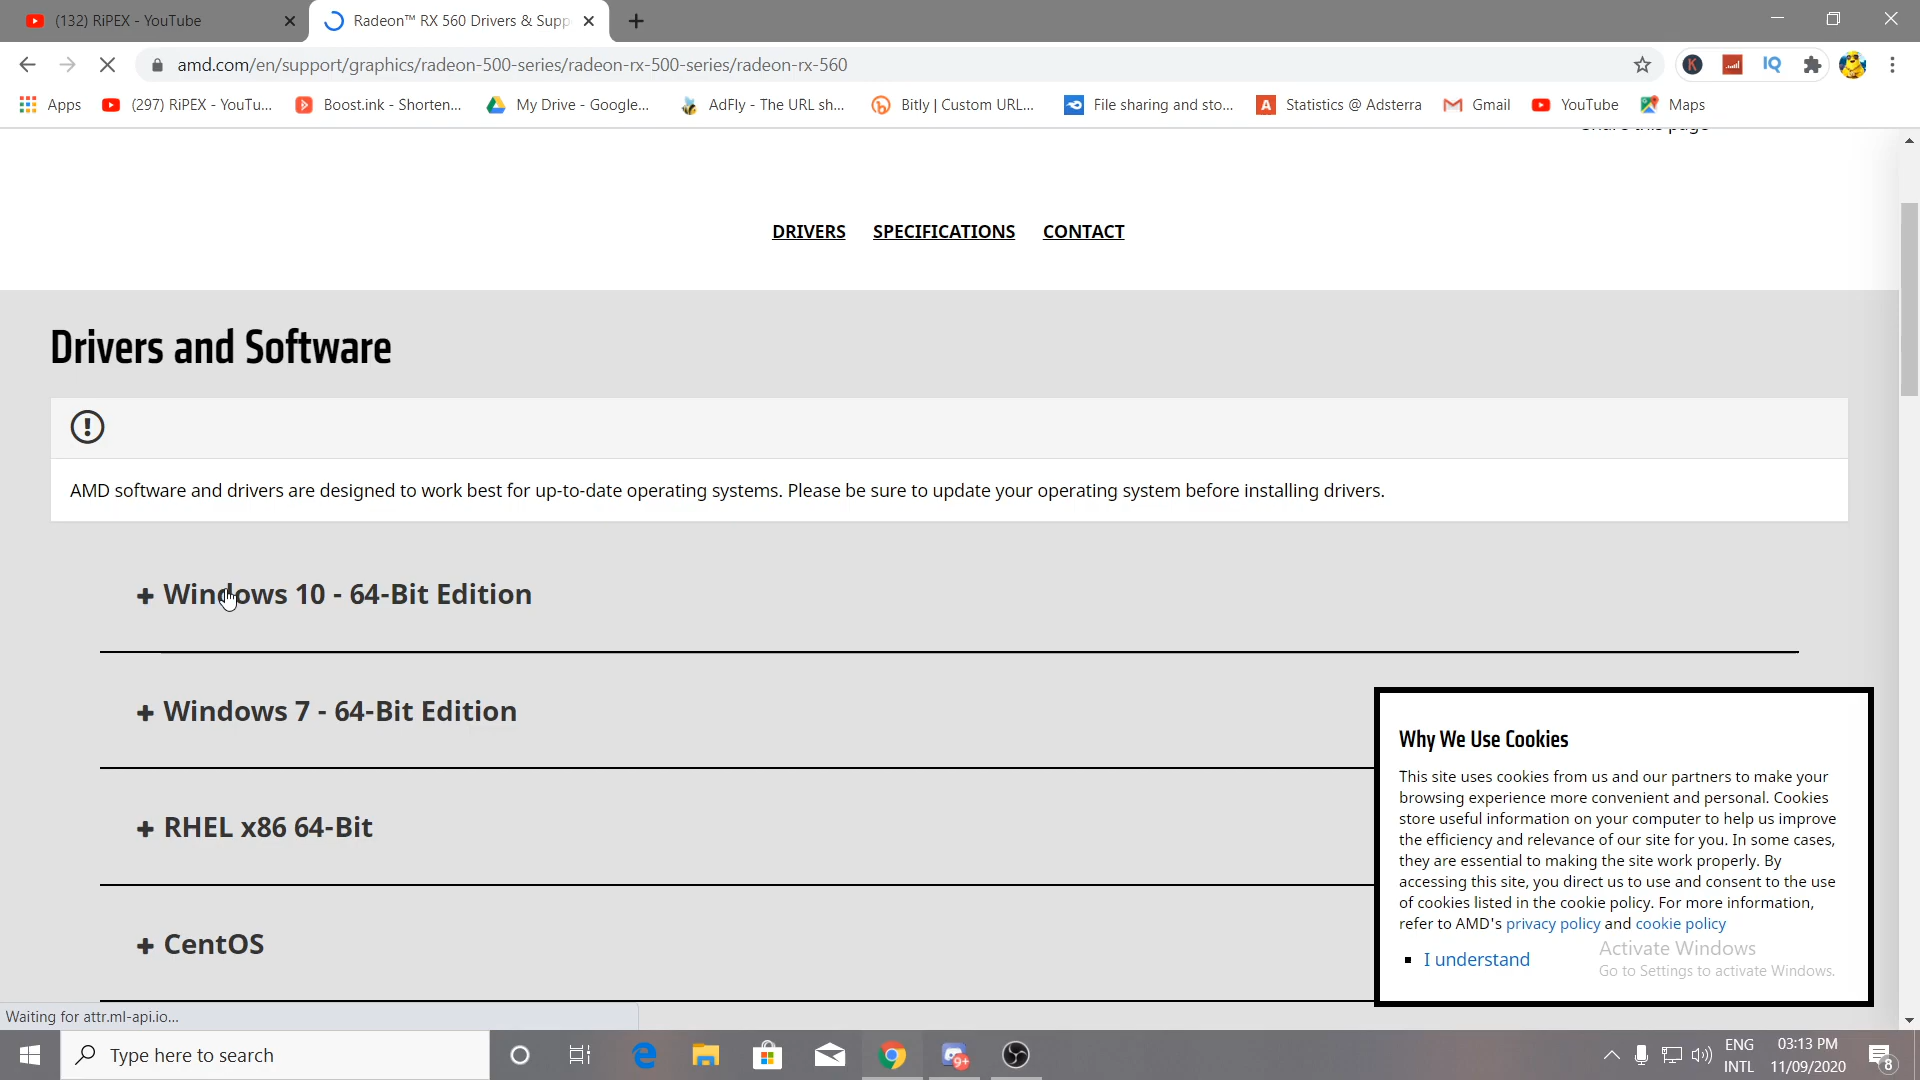 (132) RiPEX - YouTube
Radeon™ RX 560 Drivers & Supp
amd.com/en/support/graphics/radeon-500-series/radeon-rx-500-series/radeon-rx-560
K
IQ
Apps
(297) RiPEX - YouTu...
Boost.ink - Shorten...
My Drive - Google...
AdFly - The URL sh...
Bitly | Custom URL...
File sharing and sto...
A
Statistics @ Adsterra
Gmail
YouTube
Maps
Share this page
DRIVERS
SPECIFICATIONS
CONTACT
Drivers and Software
AMD software and drivers are designed to work best for up-to-date operating systems. Please be sure to update your operating system before installing drivers.
+ Windows 10 - 64-Bit Edition
+ Windows 7 - 64-Bit Edition
+ RHEL x86 64-Bit
+ CentOS
Why We Use Cookies
This site uses cookies from us and our partners to make your
browsing experience more convenient and personal. Cookies
store useful information on your computer to help us improve
the efficiency and relevance of our site for you. In some cases,
they are essential to making the site work properly. By
accessing this site, you direct us to use and consent to the use
of cookies listed in the cookie policy. For more information,
refer to AMD's privacy policy and cookie policy
I understand
Activate Windows
Go to Settings to activate Windows.
Waiting for attr.ml-api.io...
Type here to search
9+
ENG
INTL
03:13 PM
11/09/2020
8